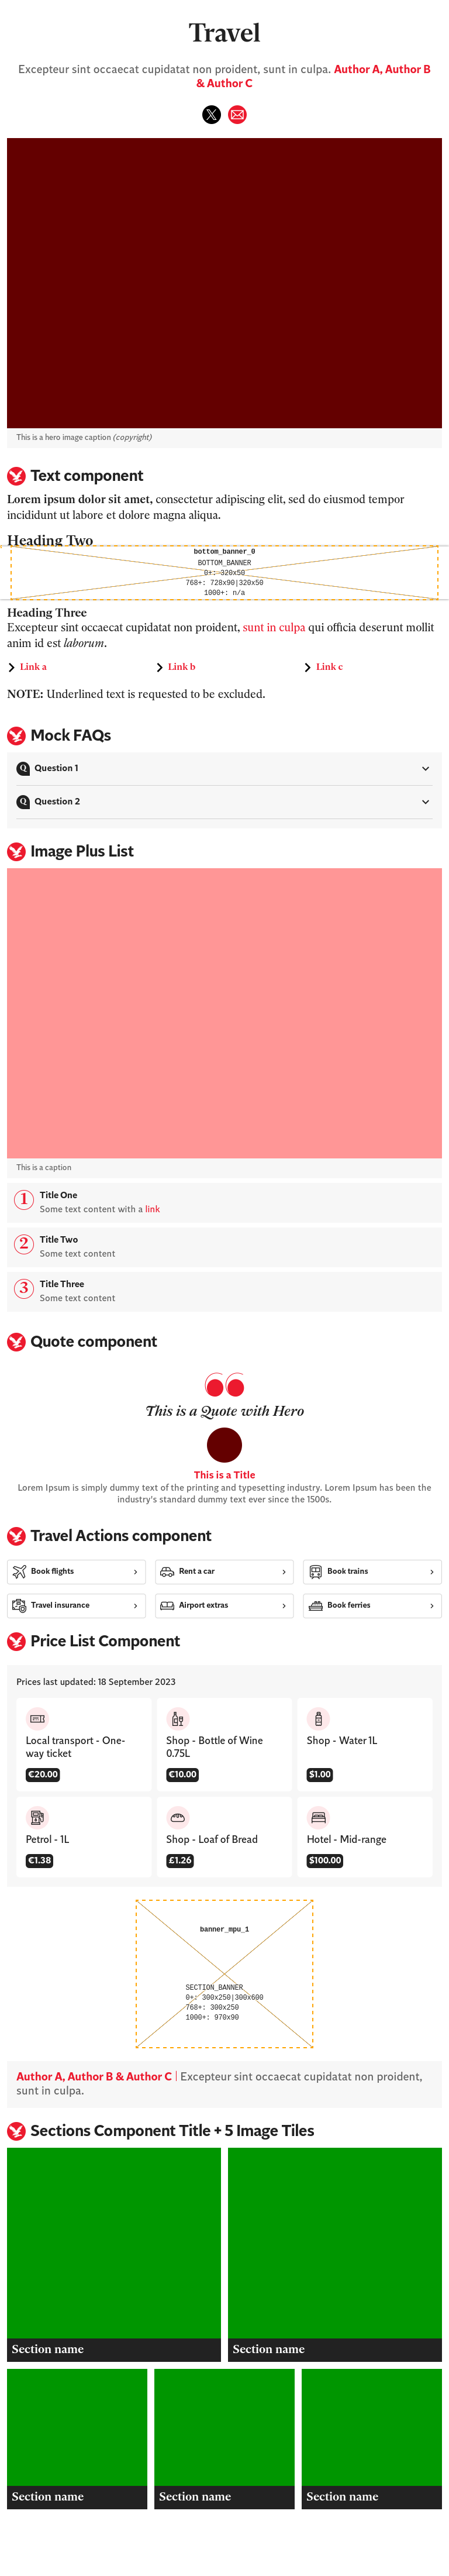 Travel
Excepteur sint occaecat cupidatat non proident, sunt in culpa. Author A, Author B
& Author C
This is a hero image caption (copyright)
Text component
Lorem ipsum dolor sit amet, consectetur adipiscing elit, sed do eiusmod tempor
incididunt ut labore et dolore magna aliqua.
Heading Two
bottom_banner_0
BOTTOM_BANNER
0+: 320x50
768+: 728x90|320x50
1000+: n/a
Heading Three
Excepteur sint occaecat cupidatat non proident, sunt in culpa qui officia deserunt mollit
anim id est laborum.
Link a
Link b
Link c
NOTE: Underlined text is requested to be excluded.
Mock FAQs
Q Question 1
Q Question 2
Image Plus List
This is a caption
1 Title One
Some text content with a link
2 Title Two
Some text content
3 Title Three
Some text content
Quote component
This is a Quote with Hero
This is a Title
Lorem Ipsum is simply dummy text of the printing and typesetting industry. Lorem Ipsum has been the
industry's standard dummy text ever since the 1500s.
Travel Actions component
Book flights
Rent a car
Book trains
Travel insurance
Airport extras
Book ferries
Price List Component
Prices last updated: 18 September 2023
Local transport - One-
way ticket
€20.00
Shop - Bottle of Wine
0.75L
€10.00
Shop - Water 1L
$1.00
Petrol - 1L
€1.38
Shop - Loaf of Bread
£1.26
Hotel - Mid-range
$100.00
banner_mpu_1
SECTION_BANNER
0+: 300x250|300x600
768+: 300x250
1000+: 970x90
Author A, Author B & Author C | Excepteur sint occaecat cupidatat non proident,
sunt in culpa.
Sections Component Title + 5 Image Tiles
Section name
Section name
Section name
Section name
Section name